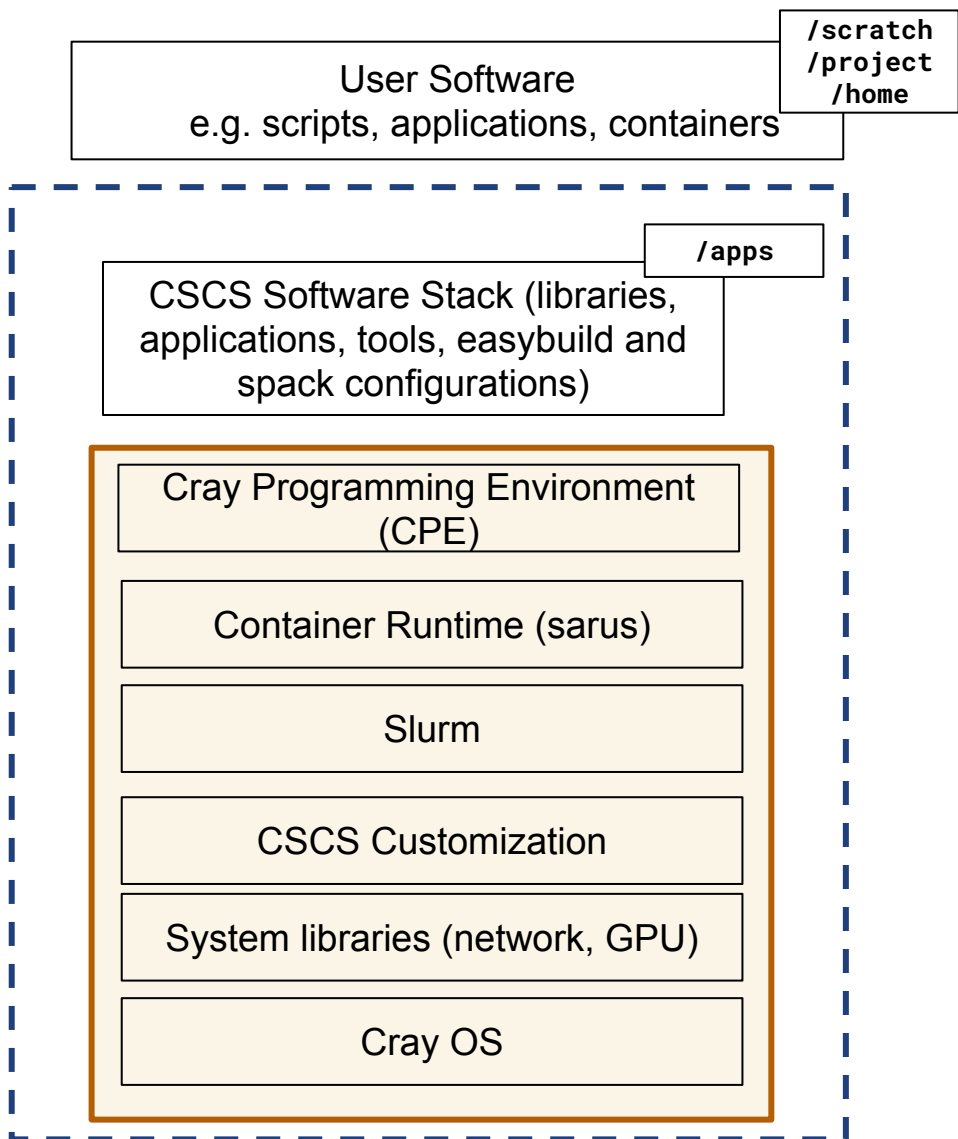 /scratch
/project
/home
User Software
e.g. scripts, applications, containers
/apps
CSCS Software Stack (libraries,
applications, tools, easybuild and
spack configurations)
Cray Programming Environment
(CPE)
Container Runtime (sarus)
Slurm
CSCS Customization
System libraries (network, GPU)
Cray OS